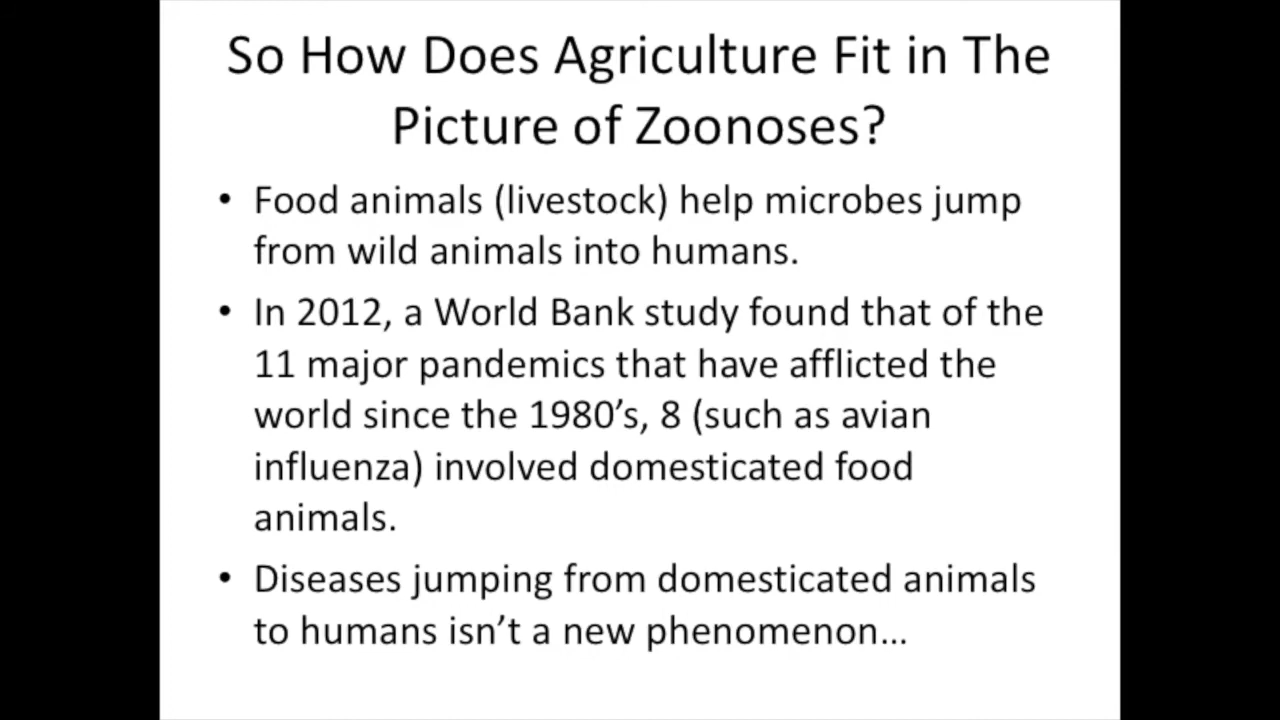 So How Does Agriculture Fit in The
Picture of Zoonoses?
• Food animals (livestock) help microbes jump
from wild animals into humans.
• In 2012, a World Bank study found that of the
11 major pandemics that have afflicted the
world since the 1980’s, 8 (such as avian
influenza) involved domesticated food
animals.
• Diseases jumping from domesticated animals
to humans isn’t a new phenomenon…